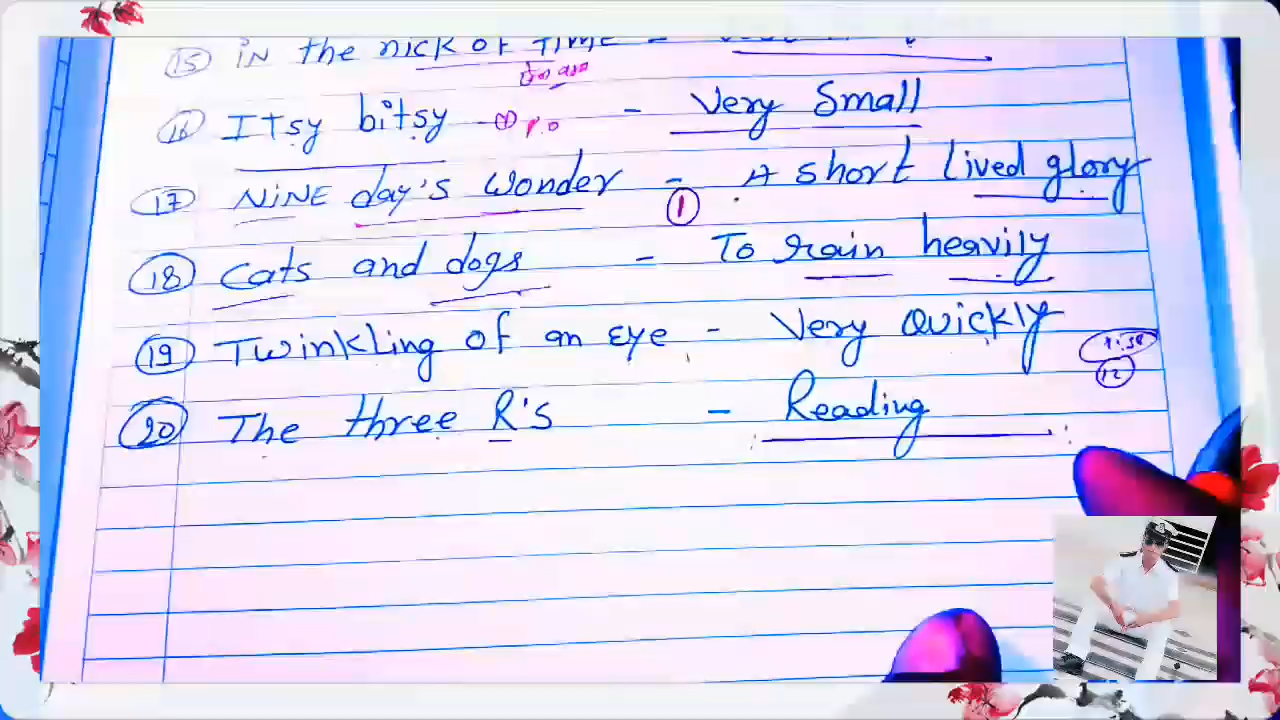 15 IN the nick of Time -
16 ITsy bitsy - Very Small
17 NINE day's Wonder - A short lived glory
1
18 Cats and dogs - To rain heavily
19 Twinkling of an Eye - Very Quickly
12
20 The three R's - Reading